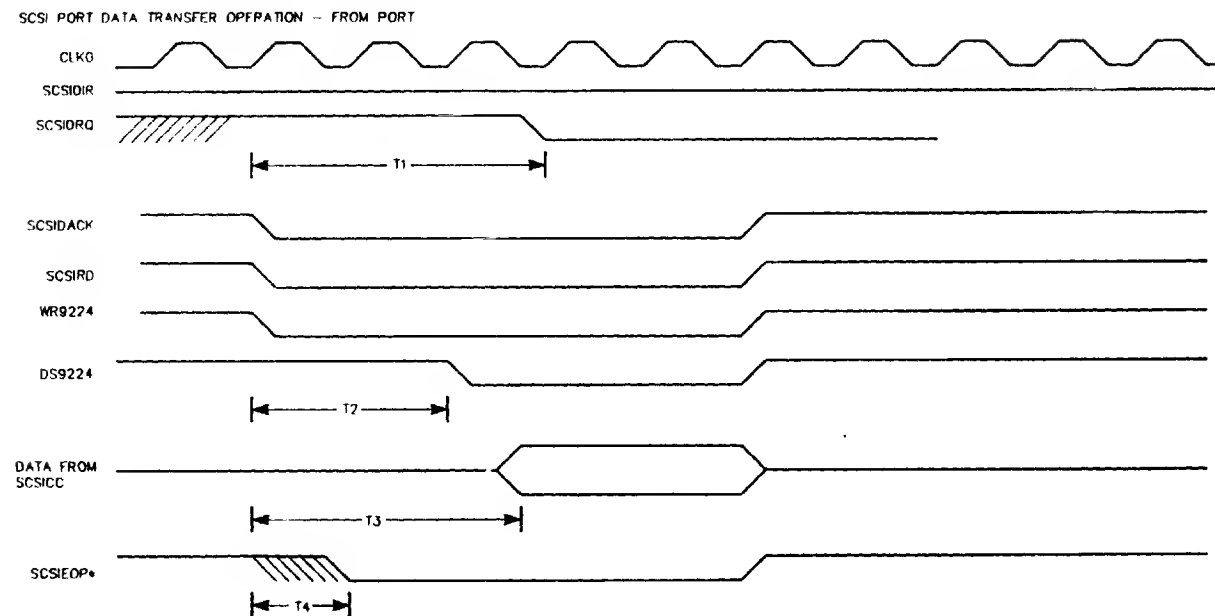 SCSI PORT DATA TRANSFER OPERATION - FROM PORT
CLK0
SCSIDIR
SCSIDRQ
T1
SCSIDACK
SCSIRD
WR9224
DS9224
T2
DATA FROM
SCSICC
T3
SCSIEOP*
T4